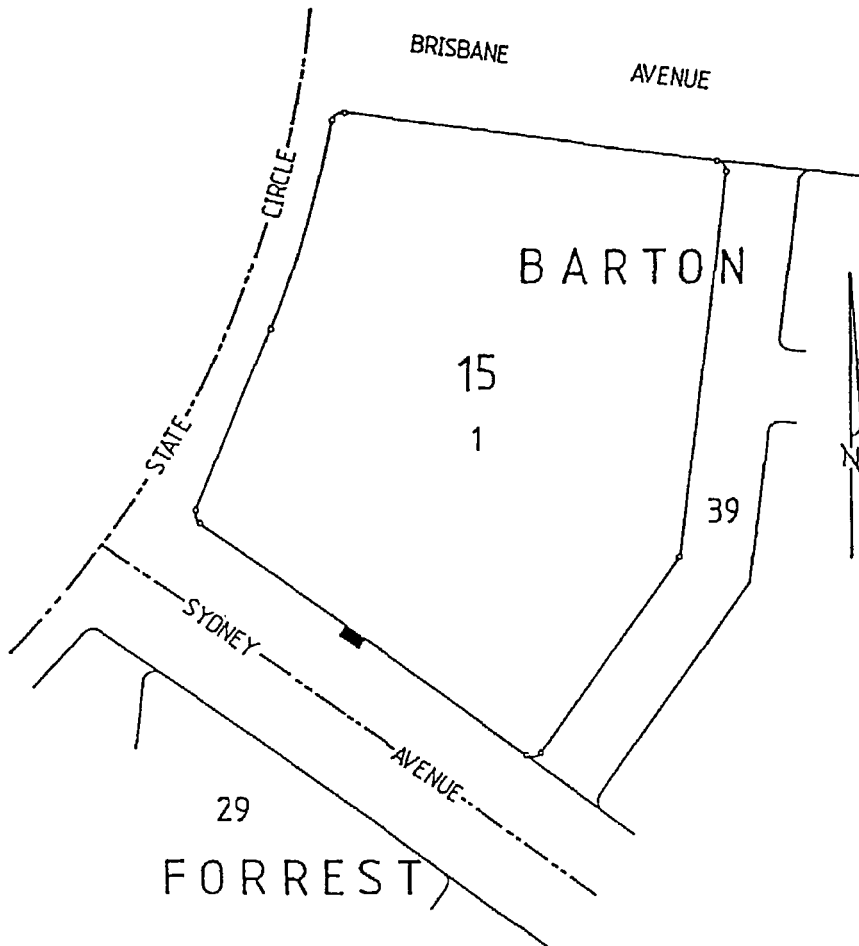 BRISBANE AVENUE
STATE CIRCLE
BARTON
15
1
39
N
SYDNEY AVENUE
29
FORREST